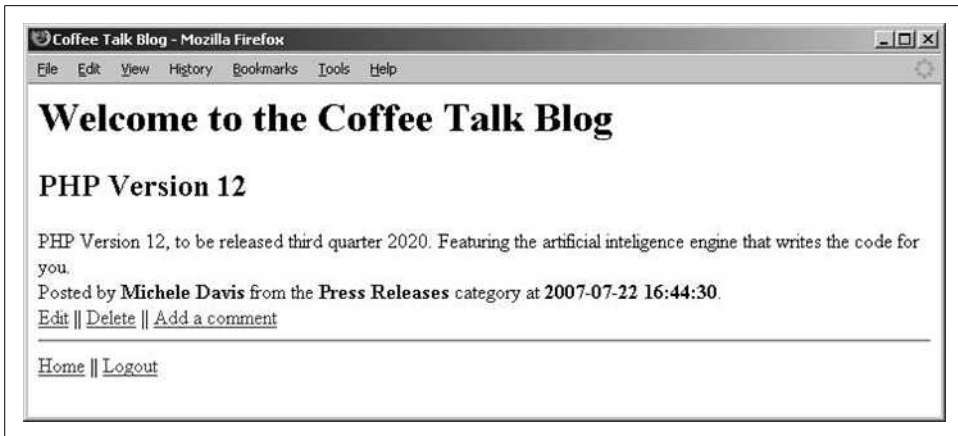 Coffee Talk Blog - Mozilla Firefox
File Edit View History Bookmarks Tools Help
Welcome to the Coffee Talk Blog
PHP Version 12
PHP Version 12, to be released third quarter 2020. Featuring the artificial inteligence engine that writes the code for
you.
Posted by Michele Davis from the Press Releases category at 2007-07-22 16:44:30.
Edit || Delete || Add a comment
Home || Logout